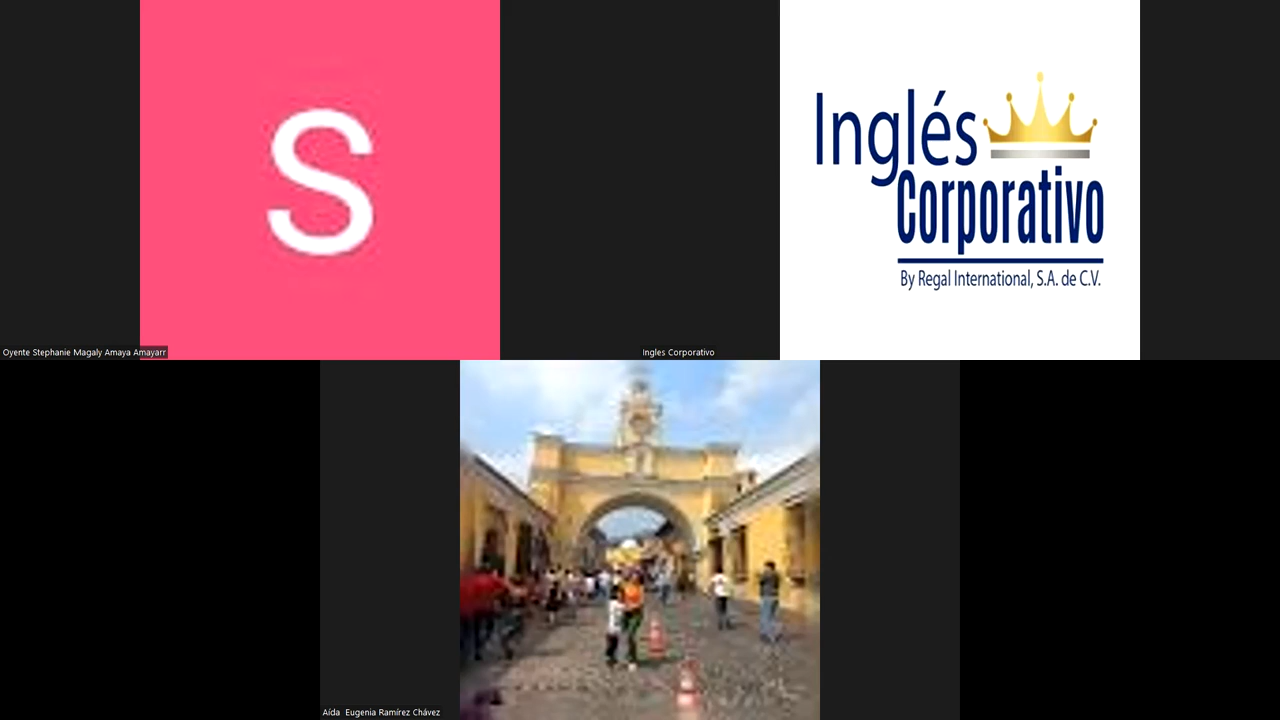 S
Inglés
Corporativo
By Regal International, S.A. de C.V.
Oyente Stephanie Magaly Amaya Amayarr
Ingles Corporativo
Aída Eugenia Ramírez Chávez